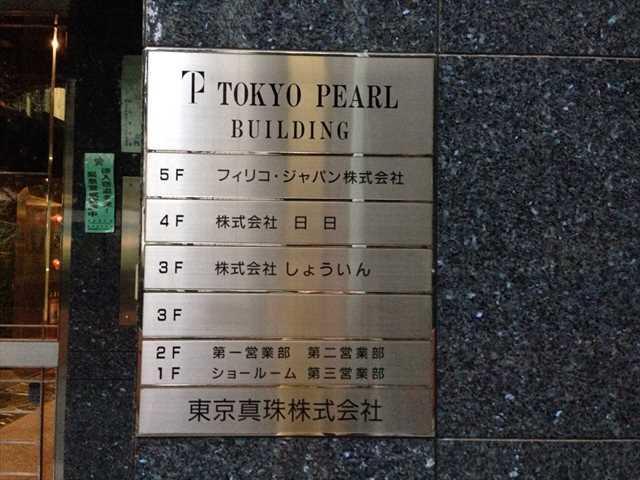 TP TOKYO PEARL
BUILDING
5F フィリコ・ジャパン株式会社
4F 株式会社 日日
3F 株式会社 しょういん
3F
2F 第一営業部 第二営業部
1F ショールーム 第三営業部
東京真珠株式会社